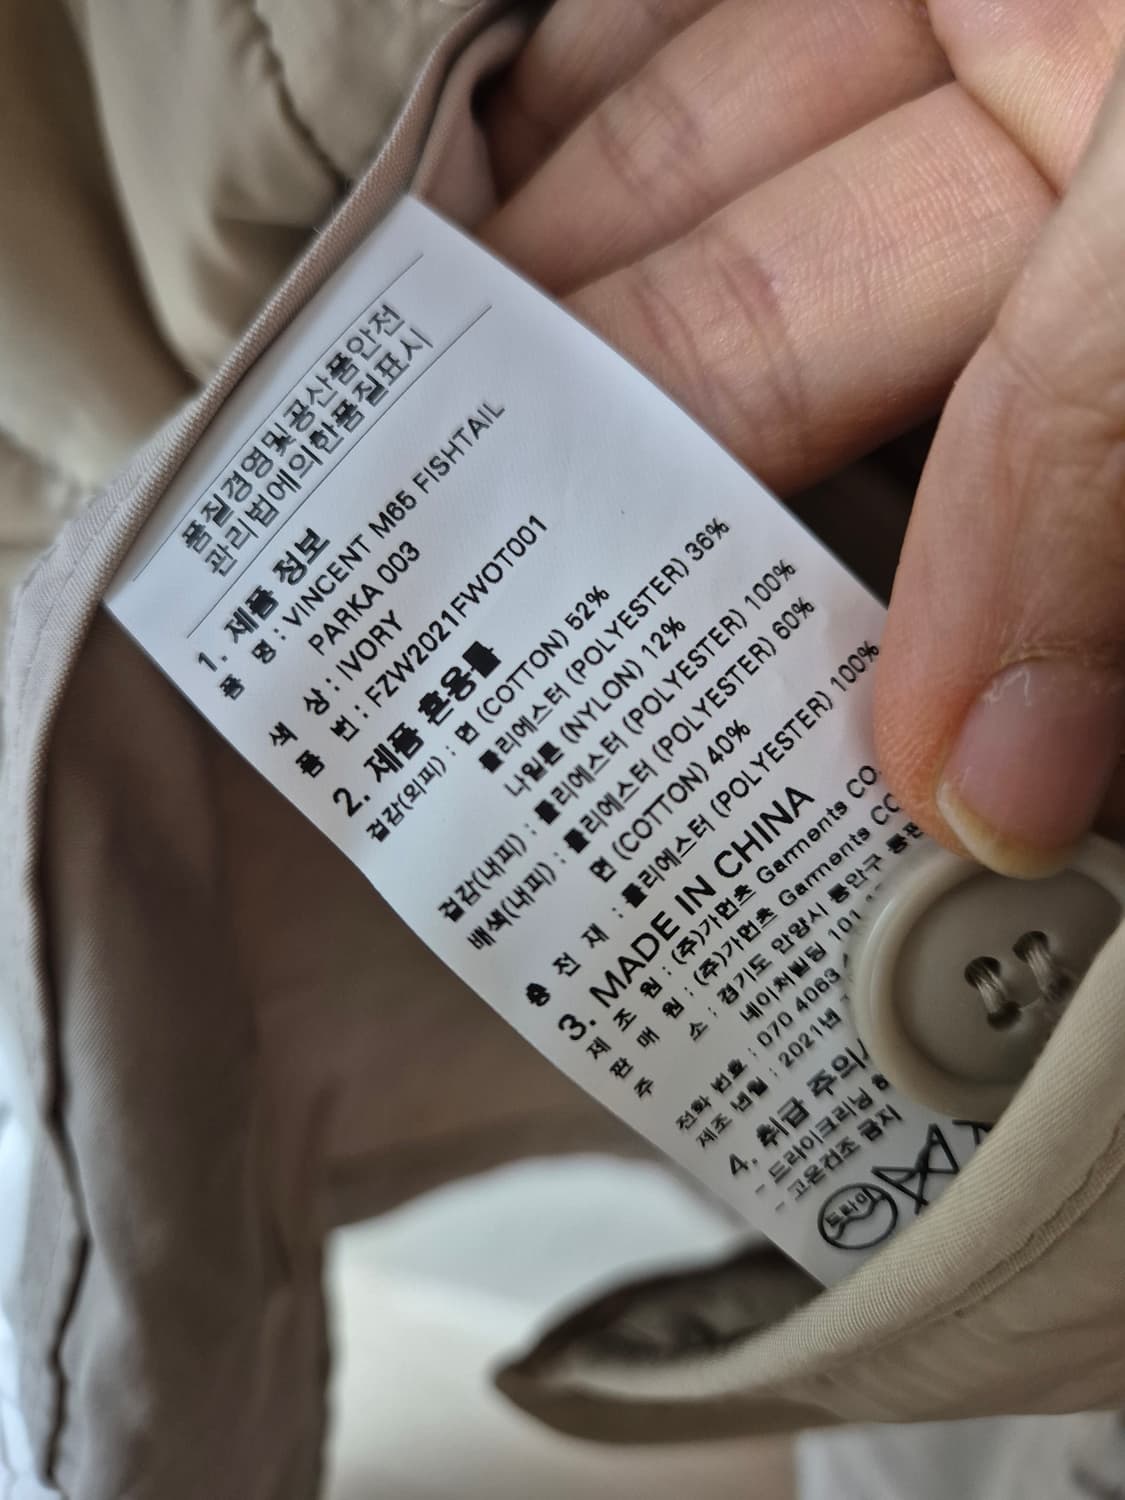 품질경영및공산품안전
관리법에의한품질표시
1. 제품 정보
품 명 : VINCENT M65 FISHTAIL
PARKA 003
색 상 : IVORY
품 번 : FZW2021FWOT001
2. 제품 혼용률
겉감(외피) : 면 (COTTON) 52%
폴리에스터 (POLYESTER) 36%
나일론 (NYLON) 12%
겉감(내피) : 폴리에스터 (POLYESTER) 100%
배색(내피) : 폴리에스터 (POLYESTER) 60%
면 (COTTON) 40%
충 전 재 : 폴리에스터 (POLYESTER) 100%
3. MADE IN CHINA
제 조 원 : (주)가먼츠 Garments CO.
판 매 원 : (주)가먼츠 Garments CO
주 소 : 경기도 안양시 동안구
네이처빌딩 101
전화 번호 : 070 4063
제조 년월 : 2021년
4. 취급 주의
- 드라이크리닝
- 고온건조 금지
드라이